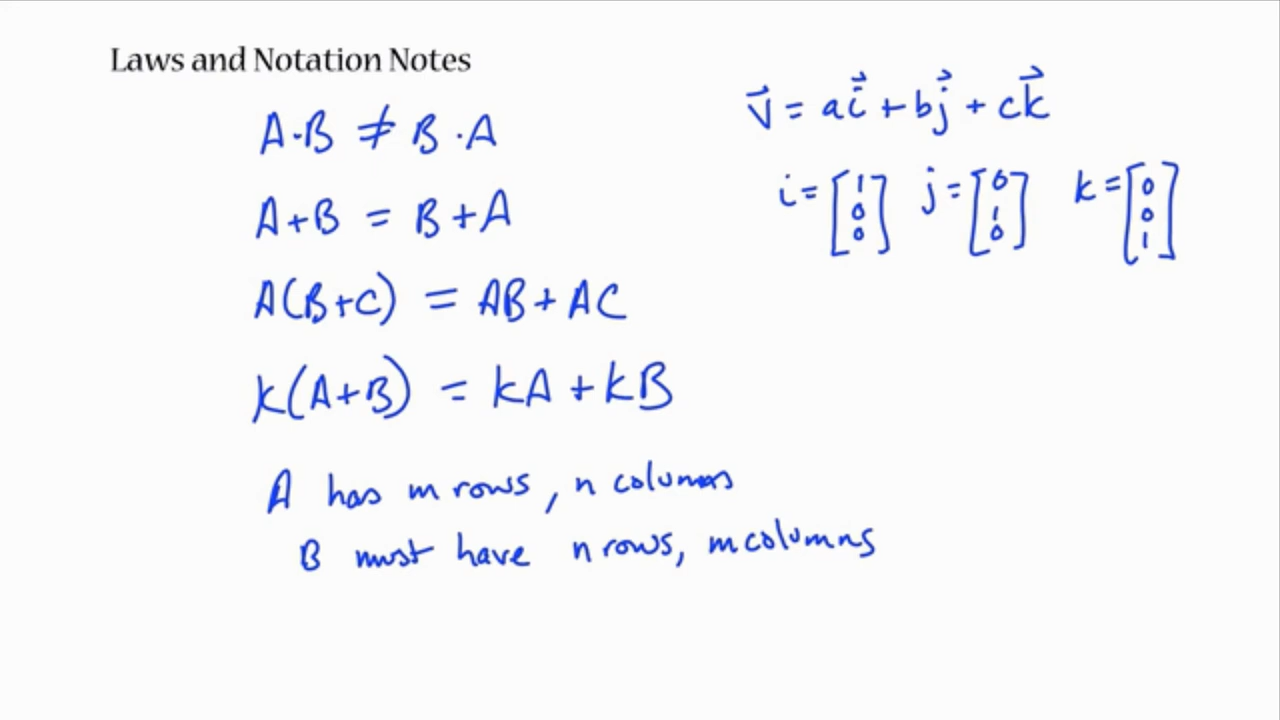 Laws and Notation Notes
A·B ≠ B·A
A+B = B+A
A(B+C) = AB+AC
k(A+B) = kA+kB
A has m rows, n columns
B must have n rows, m columns
v⃗ = ai⃗ + bj⃗ + ck⃗
i = [1 0 0] j = [0 1 0] k = [0 0 1]